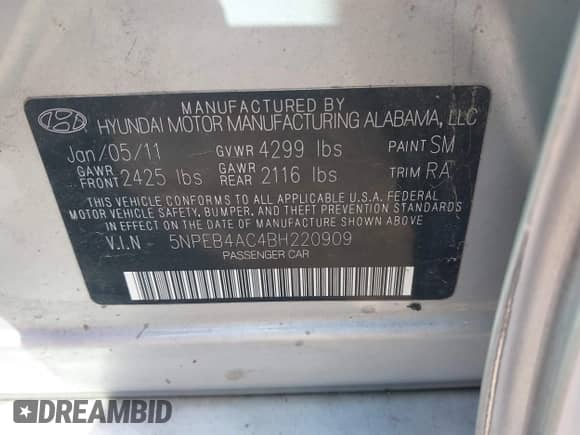 MANUFACTURED BY
HYUNDAI MOTOR MANUFACTURING ALABAMA, LLC
Jan/05/11 GVWR 4299 lbs PAINT SM
GAWR FRONT 2425 lbs GAWR REAR 2116 lbs TRIM RA
THIS VEHICLE CONFORMS TO ALL APPLICABLE U.S.A. FEDERAL
MOTOR VEHICLE SAFETY, BUMPER, AND THEFT PREVENTION
STANDARDS IN EFFECT ON THE DATE OF MANUFACTURE SHOWN ABOVE
V.I.N 5NPEB4AC4BH220909
PASSENGER CAR
DREAMBID